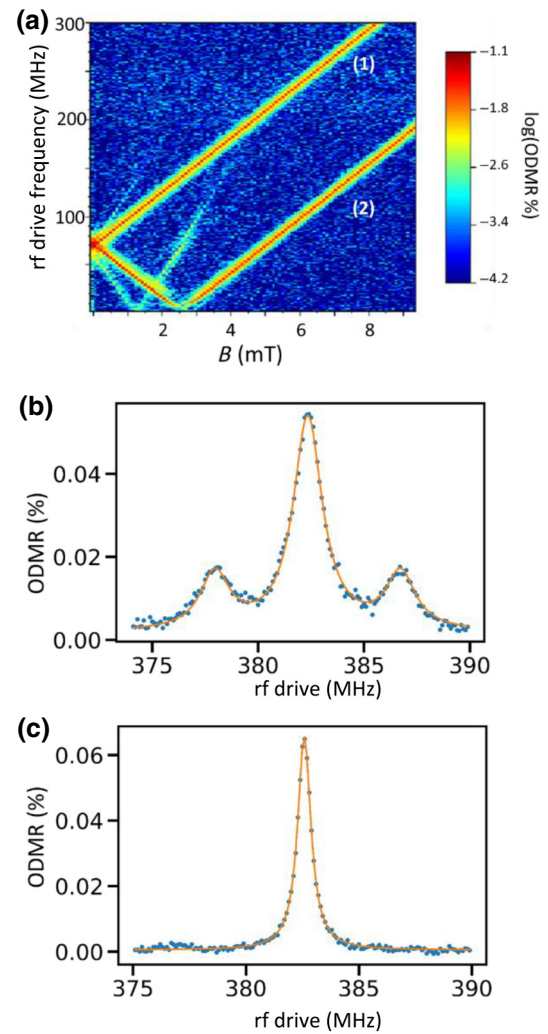 (a)
300
200
100
rf drive frequency (MHz)
(1)
(2)
2 4 6 8
B (mT)
−1.1
−1.8
−2.6
−3.4
−4.2
log(ODMR%)
(b)
0.04
0.02
0.00
ODMR (%)
375 380 385 390
rf drive (MHz)
(c)
0.06
0.04
0.02
0.00
ODMR (%)
375 380 385 390
rf drive (MHz)